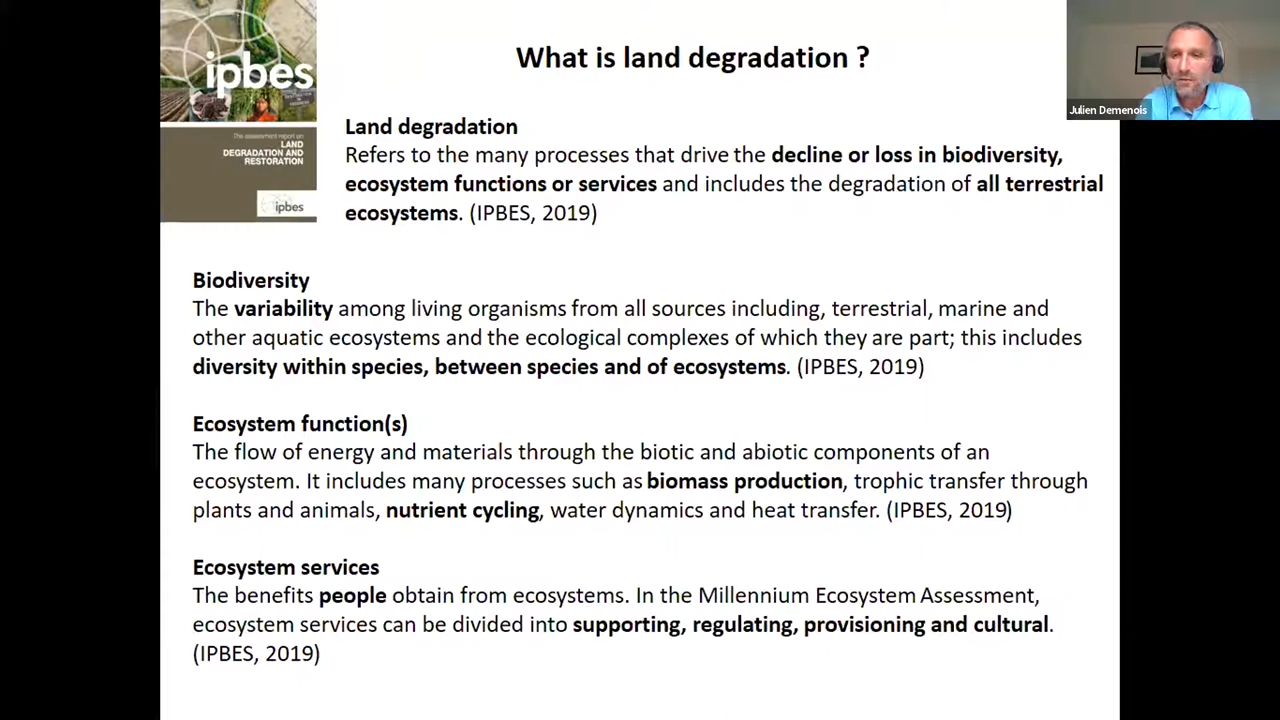 ipbes
The assessment report on
LAND
DEGRADATION AND
RESTORATION
ipbes
What is land degradation ?
Julien Demenois
Land degradation
Refers to the many processes that drive the decline or loss in biodiversity,
ecosystem functions or services and includes the degradation of all terrestrial
ecosystems. (IPBES, 2019)
Biodiversity
The variability among living organisms from all sources including, terrestrial, marine and
other aquatic ecosystems and the ecological complexes of which they are part; this includes
diversity within species, between species and of ecosystems. (IPBES, 2019)
Ecosystem function(s)
The flow of energy and materials through the biotic and abiotic components of an
ecosystem. It includes many processes such as biomass production, trophic transfer through
plants and animals, nutrient cycling, water dynamics and heat transfer. (IPBES, 2019)
Ecosystem services
The benefits people obtain from ecosystems. In the Millennium Ecosystem Assessment,
ecosystem services can be divided into supporting, regulating, provisioning and cultural.
(IPBES, 2019)